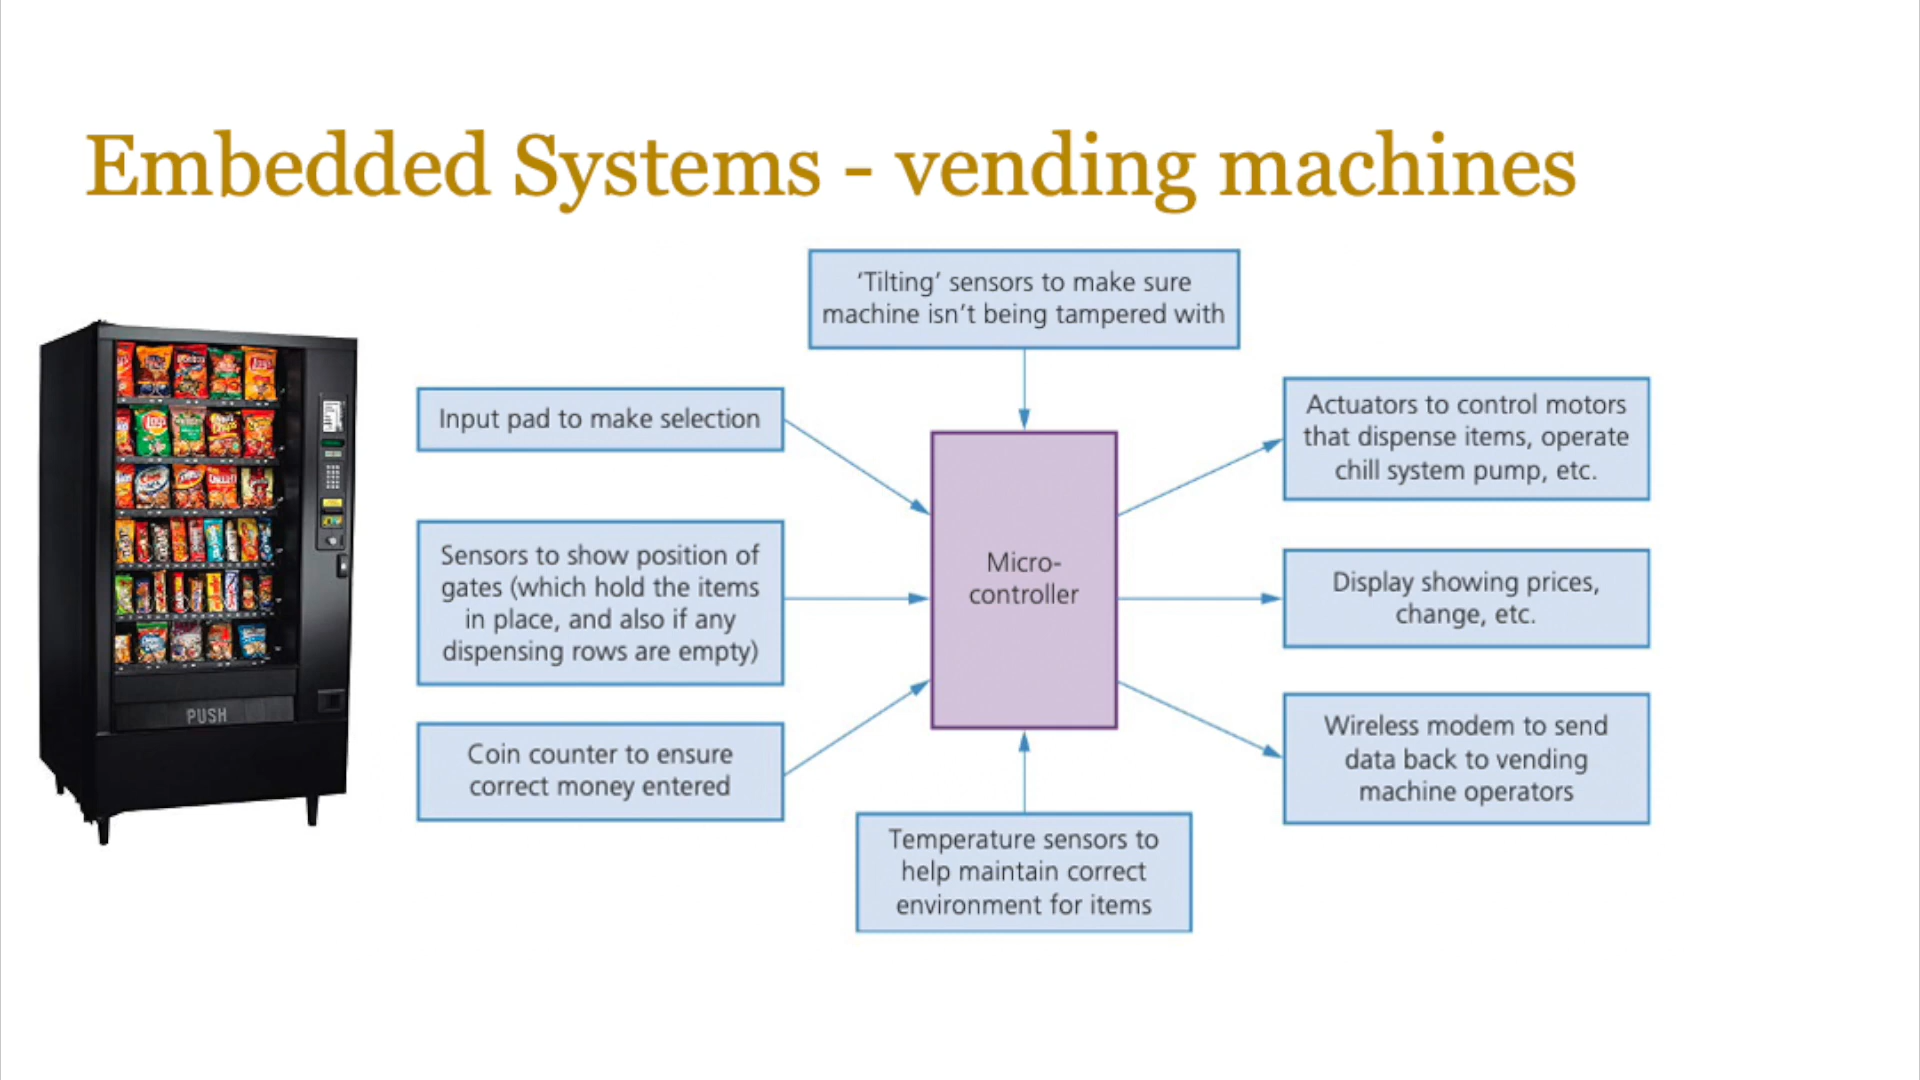 Embedded Systems - vending machines
‘Tilting’ sensors to make sure
machine isn’t being tampered with
Input pad to make selection
Sensors to show position of
gates (which hold the items
in place, and also if any
dispensing rows are empty)
Coin counter to ensure
correct money entered
Micro-
controller
Temperature sensors to
help maintain correct
environment for items
Actuators to control motors
that dispense items, operate
chill system pump, etc.
Display showing prices,
change, etc.
Wireless modem to send
data back to vending
machine operators
PUSH